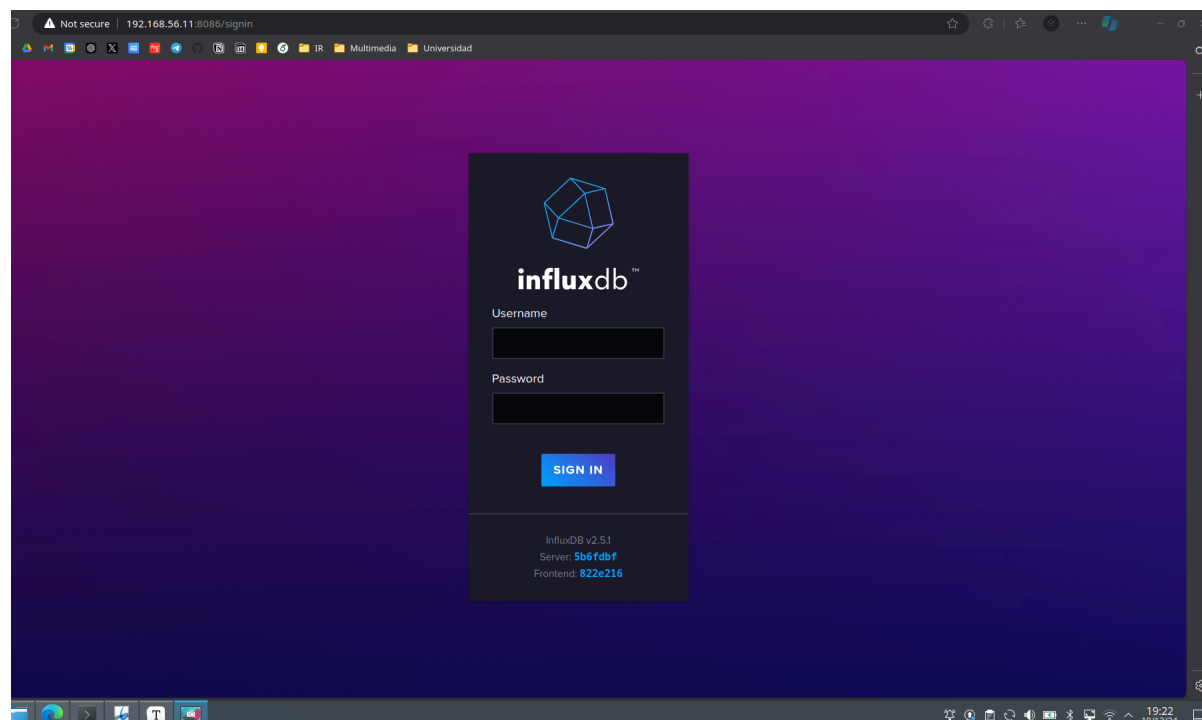 Not secure 192.168.56.11:8086/signin
IR Multimedia Universidad
influxdb™
Username
Password
SIGN IN
InfluxDB v2.5.1
Server: 5b6fdbf
Frontend: 822e216
19:22